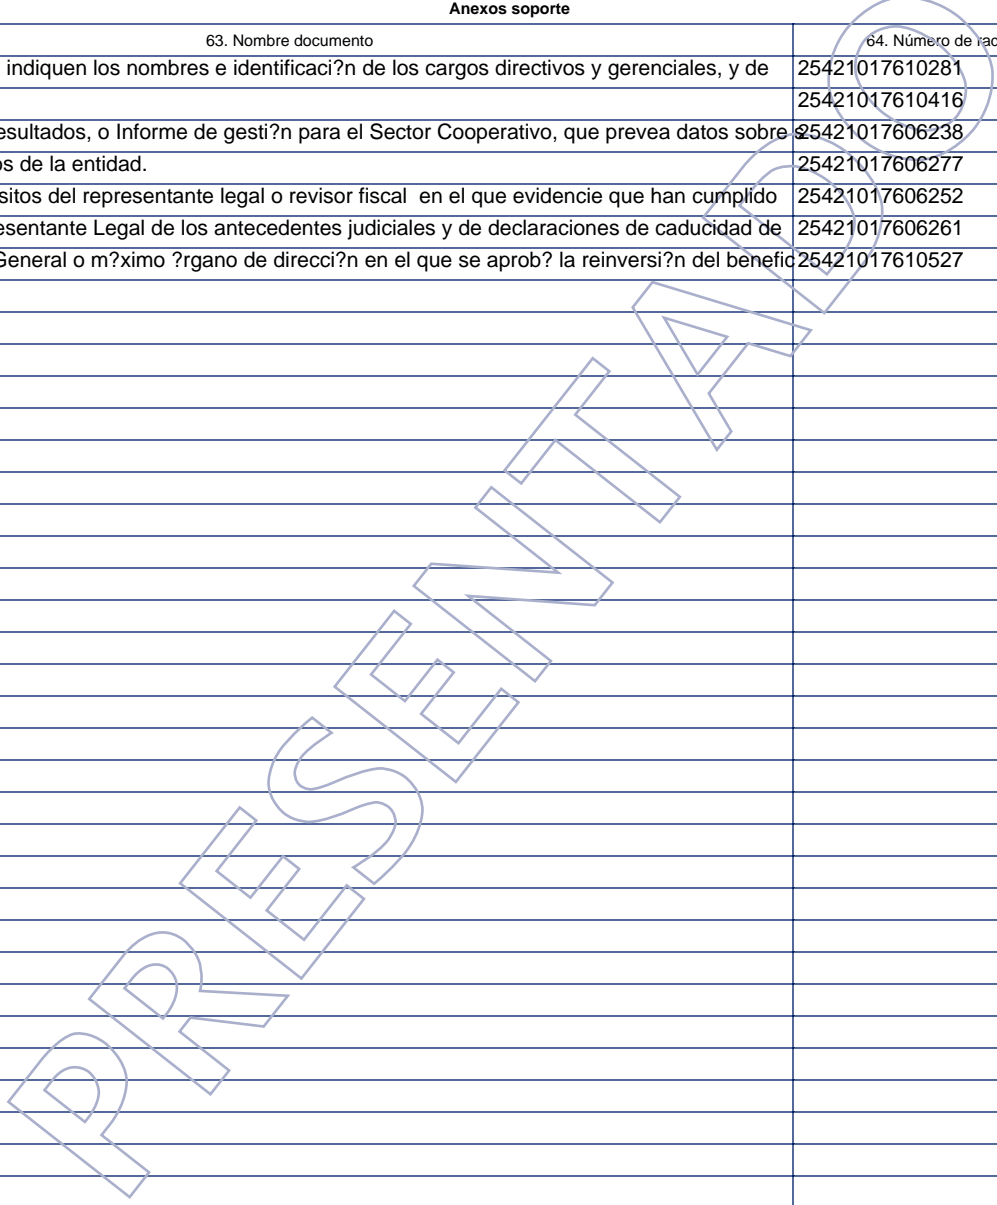 Anexos soporte
63. Nombre documento 64. Número de
indiquen los nombres e identificaci?n de los cargos directivos y gerenciales, y de 25421017610281
25421017610416
esultados, o Informe de gesti?n para el Sector Cooperativo, que prevea datos sobre 25421017606238
os de la entidad. 25421017606277
sitos del representante legal o revisor fiscal en el que evidencie que han cumplido 25421017606252
esentante Legal de los antecedentes judiciales y de declaraciones de caducidad de 25421017606261
General o m?ximo ?rgano de direcci?n en el que se aprob? la reinversi?n del benefic 25421017610527
PRESENTADO